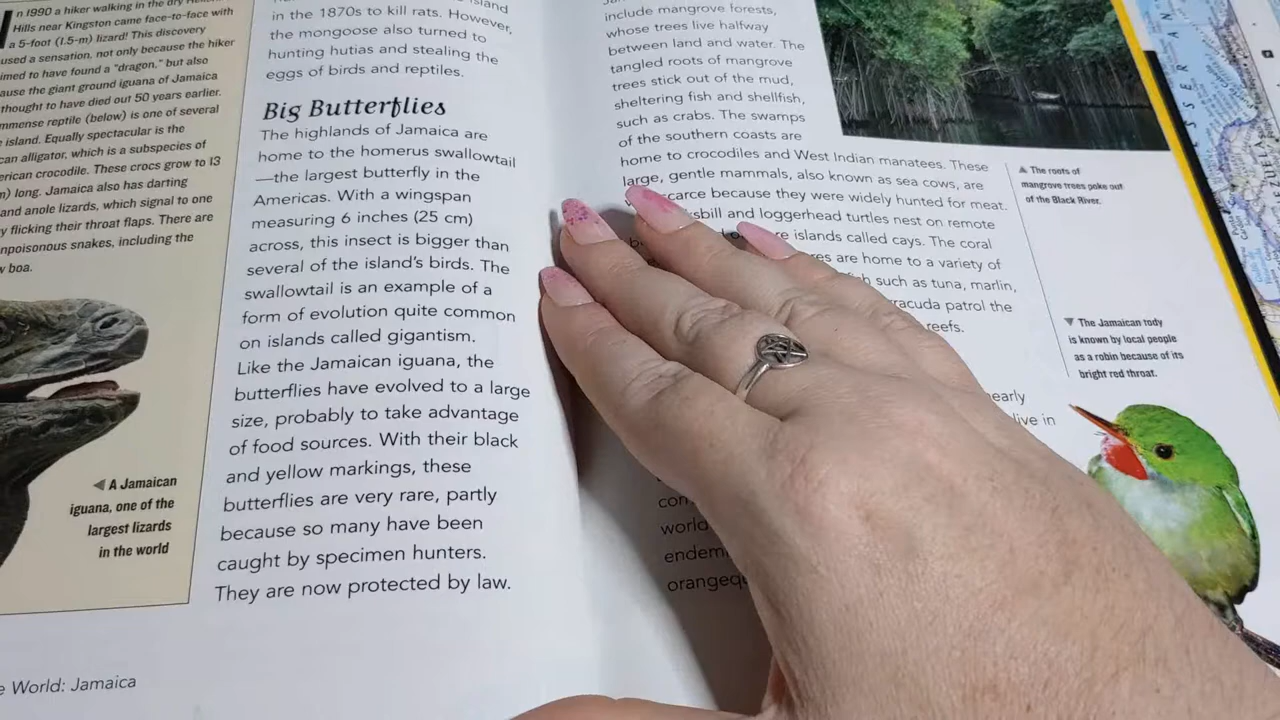 n 1990 a hiker walking in the dry
Hills near Kingston came face-to-face with
a 5-foot (1.5-m) lizard! This discovery
used a sensation, not only because the hiker
imed to have found a "dragon," but also
ause the giant ground iguana of Jamaica
thought to have died out 50 years earlier.
mmense reptile (below) is one of several
island. Equally spectacular is the
can alligator, which is a subspecies of
erican crocodile. These crocs grow to 13
m) long. Jamaica also has darting
and anole lizards, which signal to one
y flicking their throat flaps. There are
npoisonous snakes, including the
w boa.
◀ A Jamaican
iguana, one of the
largest lizards
in the world
e World: Jamaica
island
in the 1870s to kill rats. However,
the mongoose also turned to
hunting hutias and stealing the
eggs of birds and reptiles.
Big Butterflies
The highlands of Jamaica are
home to the homerus swallowtail
—the largest butterfly in the
Americas. With a wingspan
measuring 6 inches (25 cm)
across, this insect is bigger than
several of the island's birds. The
swallowtail is an example of a
form of evolution quite common
on islands called gigantism.
Like the Jamaican iguana, the
butterflies have evolved to a large
size, probably to take advantage
of food sources. With their black
and yellow markings, these
butterflies are very rare, partly
because so many have been
caught by specimen hunters.
They are now protected by law.
include mangrove forests,
whose trees live halfway
between land and water. The
tangled roots of mangrove
trees stick out of the mud,
sheltering fish and shellfish,
such as crabs. The swamps
of the southern coasts are
home to crocodiles and West Indian manatees. These
large, gentle mammals, also known as sea cows, are
carce because they were widely hunted for meat.
sbill and loggerhead turtles nest on remote
re islands called cays. The coral
res are home to a variety of
h such as tuna, marlin,
racuda patrol the
reefs.
early
live in
con
world
endem
orangeq
▲ The roots of
mangrove trees poke out
of the Black River.
▼ The Jamaican tody
is known by local people
as a robin because of its
bright red throat.